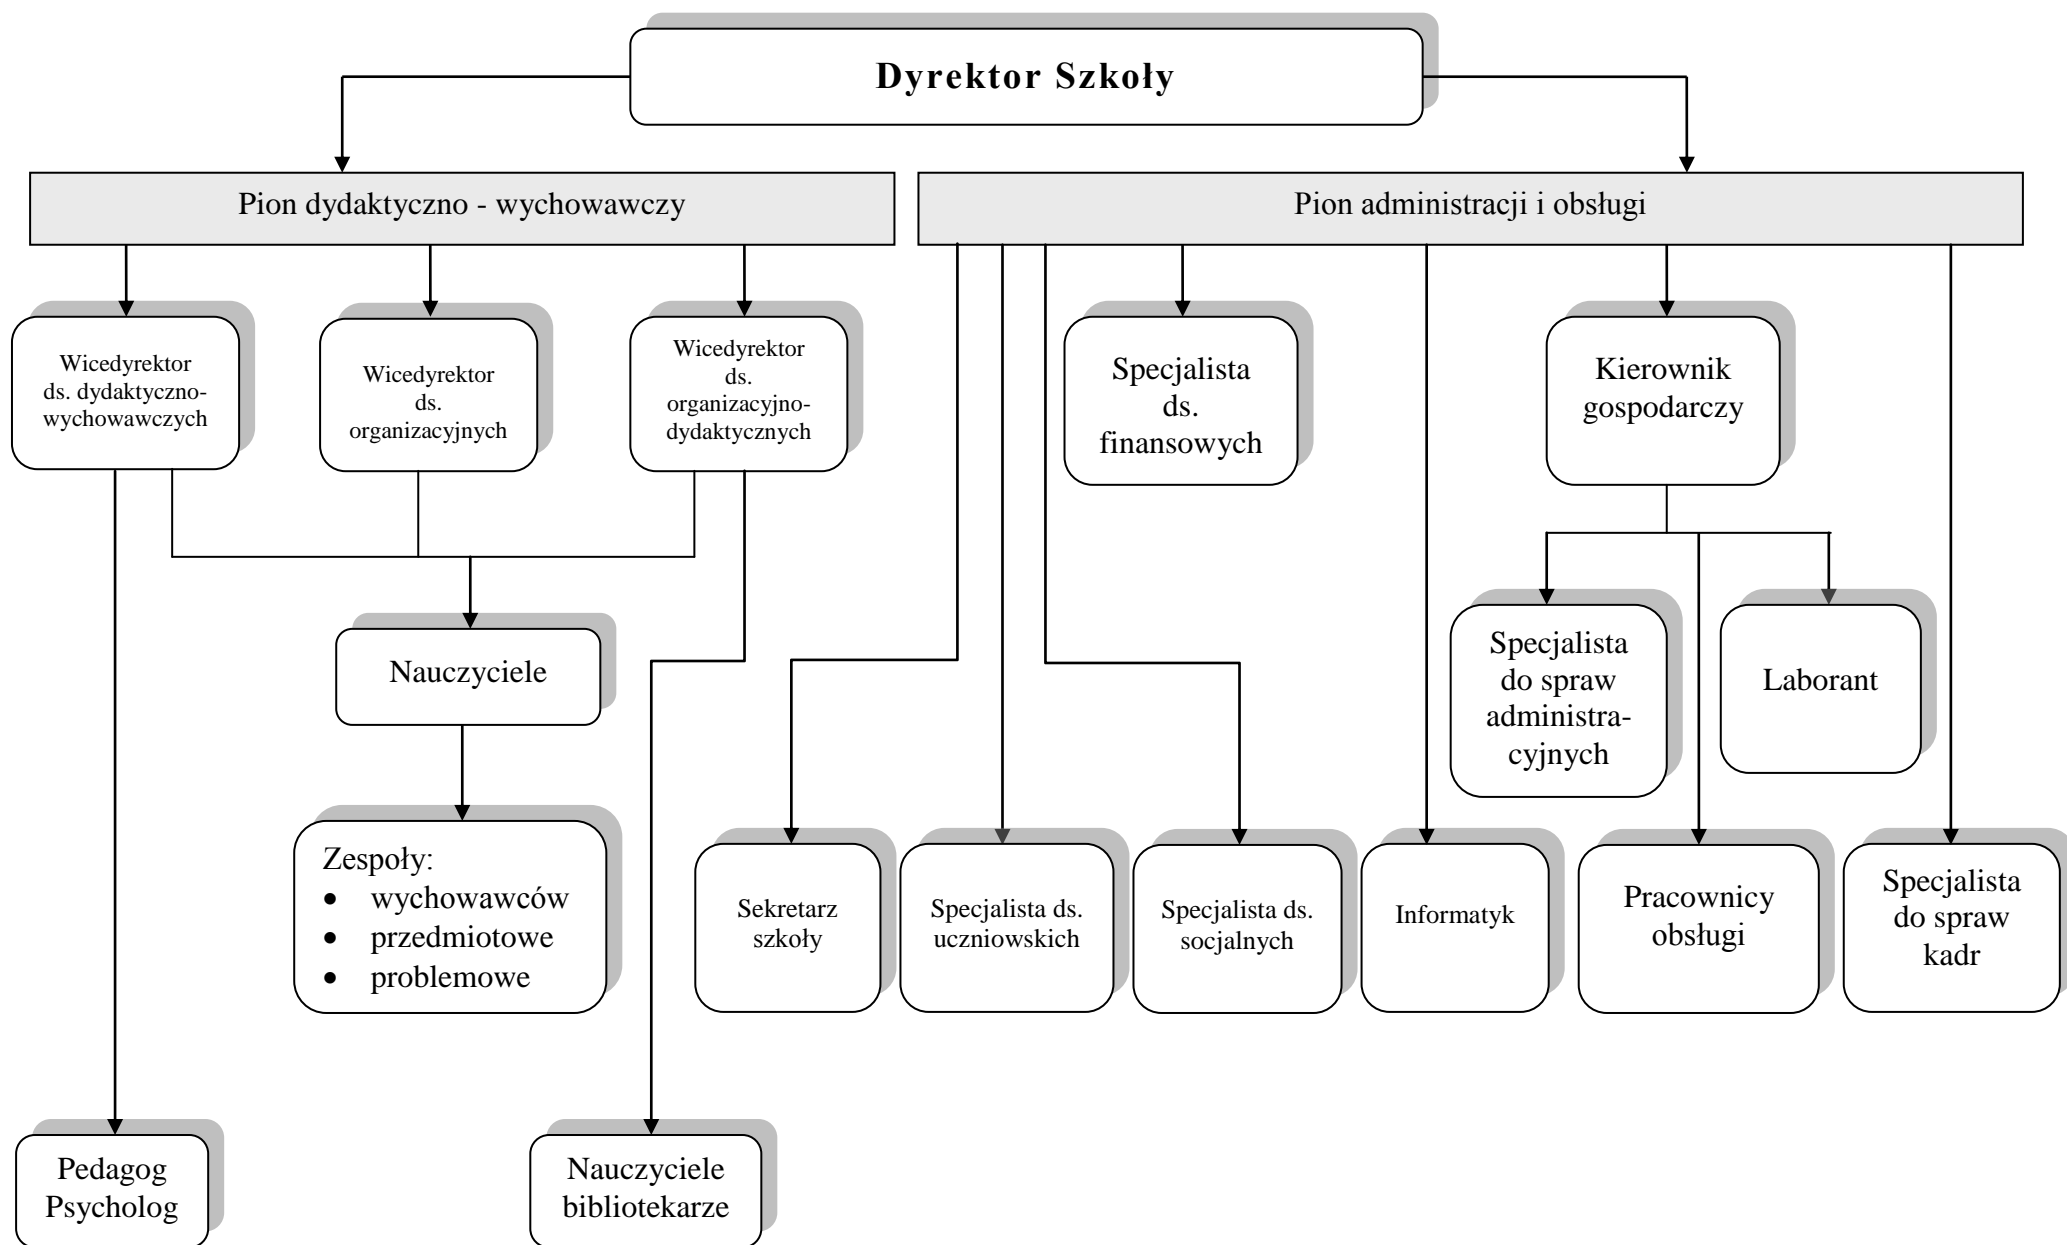 Dyrektor Szkoły
Pion dydaktyczno - wychowawczy
Pion administracji i obsługi
Wicedyrektor
ds. dydaktyczno-
wychowawczych
Wicedyrektor
ds.
organizacyjnych
Wicedyrektor
ds.
organizacyjno-
dydaktycznych
Specjalista
ds.
finansowych
Kierownik
gospodarczy
Nauczyciele
Specjalista
do spraw
administra-
cyjnych
Laborant
Zespoły:
• wychowawców
• przedmiotowe
• problemowe
Sekretarz
szkoły
Specjalista ds.
uczniowskich
Specjalista ds.
socjalnych
Informatyk
Pracownicy
obsługi
Specjalista
do spraw
kadr
Pedagog
Psycholog
Nauczyciele
bibliotekarze